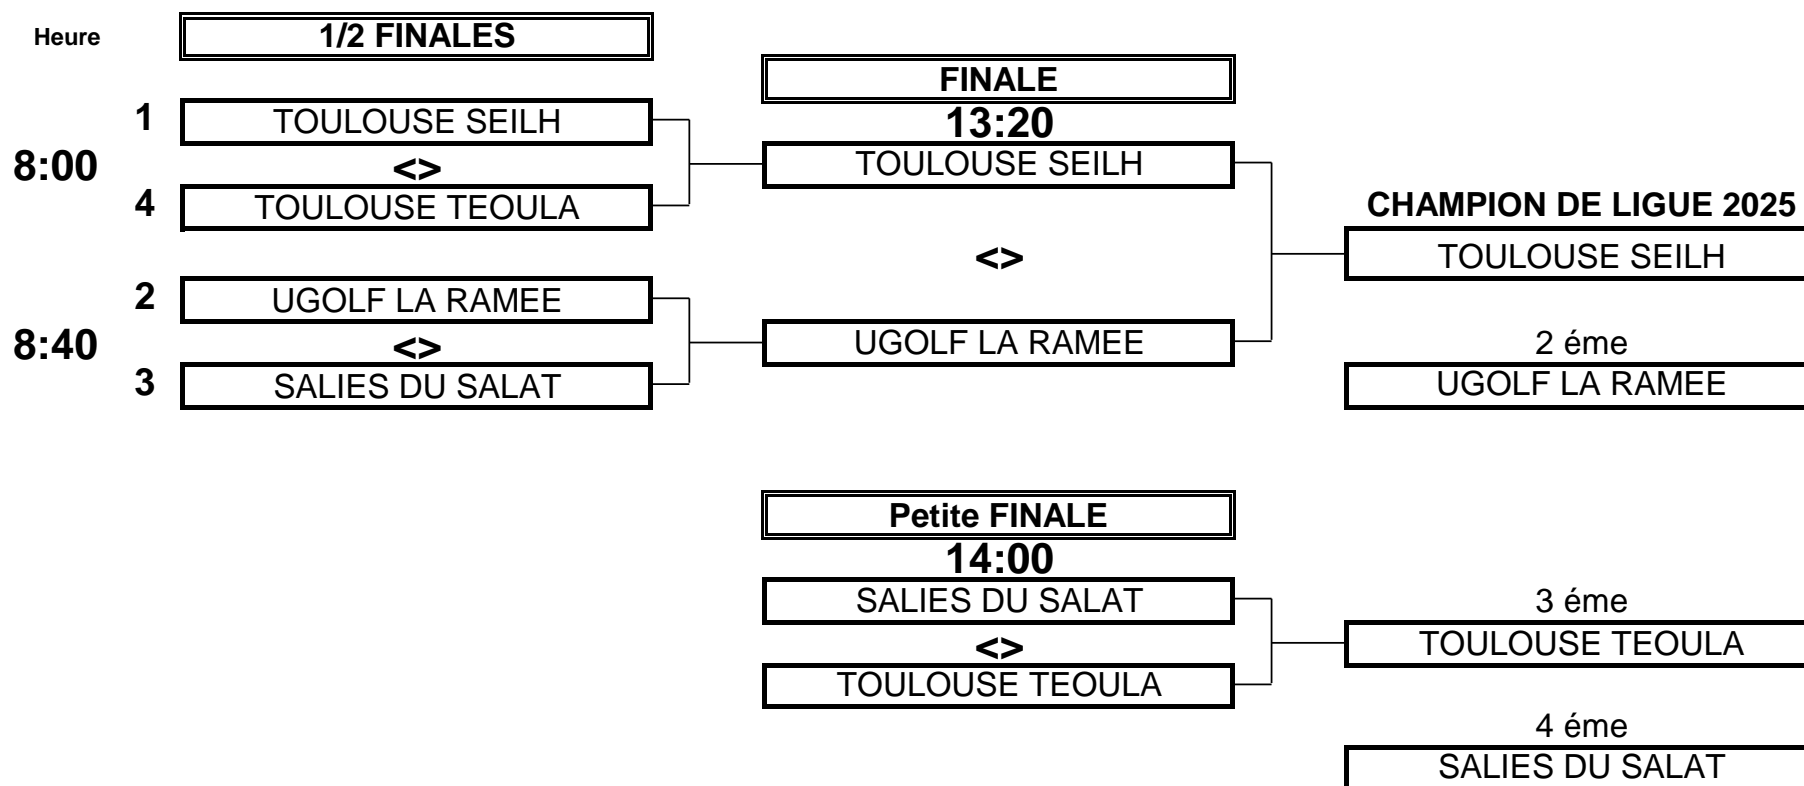 Heure
1/2 FINALES
FINALE
13:20
1
TOULOUSE SEILH
8:00
<>
4
TOULOUSE TEOULA
TOULOUSE SEILH
2
UGOLF LA RAMEE
8:40
<>
3
SALIES DU SALAT
<>
UGOLF LA RAMEE
CHAMPION DE LIGUE 2025
TOULOUSE SEILH
2 éme
UGOLF LA RAMEE
Petite FINALE
14:00
SALIES DU SALAT
<>
TOULOUSE TEOULA
3 éme
TOULOUSE TEOULA
4 éme
SALIES DU SALAT